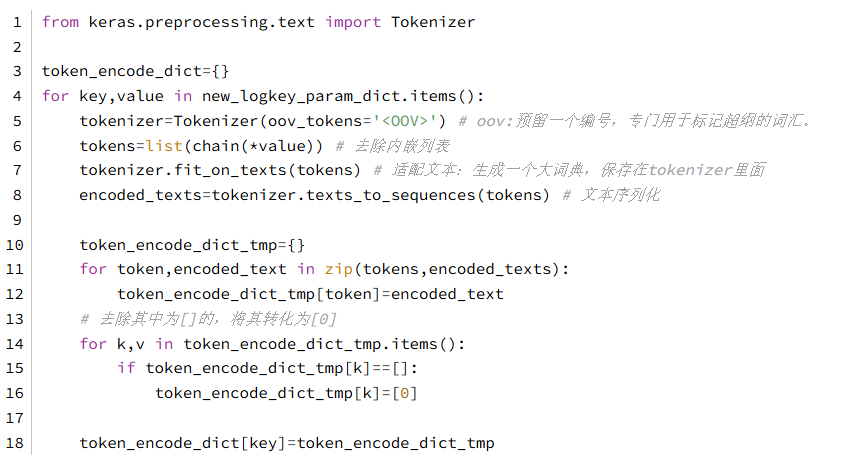 1 from keras.preprocessing.text import Tokenizer
2
3 token_encode_dict={}
4 for key,value in new_logkey_param_dict.items():
5     tokenizer=Tokenizer(oov_tokens='<OOV>') # oov:预留一个编号，专门用于标记超纲的词汇.
6     tokens=list(chain(*value)) # 去除内嵌列表
7     tokenizer.fit_on_texts(tokens) # 适配文本：生成一个大词典，保存在tokenizer里面
8     encoded_texts=tokenizer.texts_to_sequences(tokens) # 文本序列化
9
10     token_encode_dict_tmp={}
11     for token,encoded_text in zip(tokens,encoded_texts):
12         token_encode_dict_tmp[token]=encoded_text
13     # 去除其中为[]的，将其转化为[0]
14     for k,v in token_encode_dict_tmp.items():
15         if token_encode_dict_tmp[k]==[]:
16             token_encode_dict_tmp[k]=[0]
17
18     token_encode_dict[key]=token_encode_dict_tmp